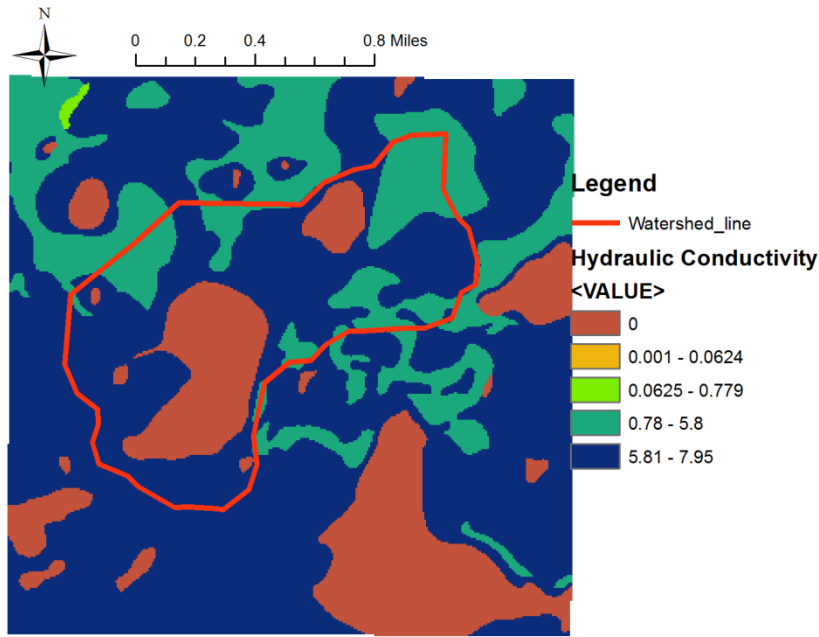 N
0 0.2 0.4 0.8 Miles
Legend
Watershed_line
Hydraulic Conductivity
<VALUE>
0
0.001 - 0.0624
0.0625 - 0.779
0.78 - 5.8
5.81 - 7.95